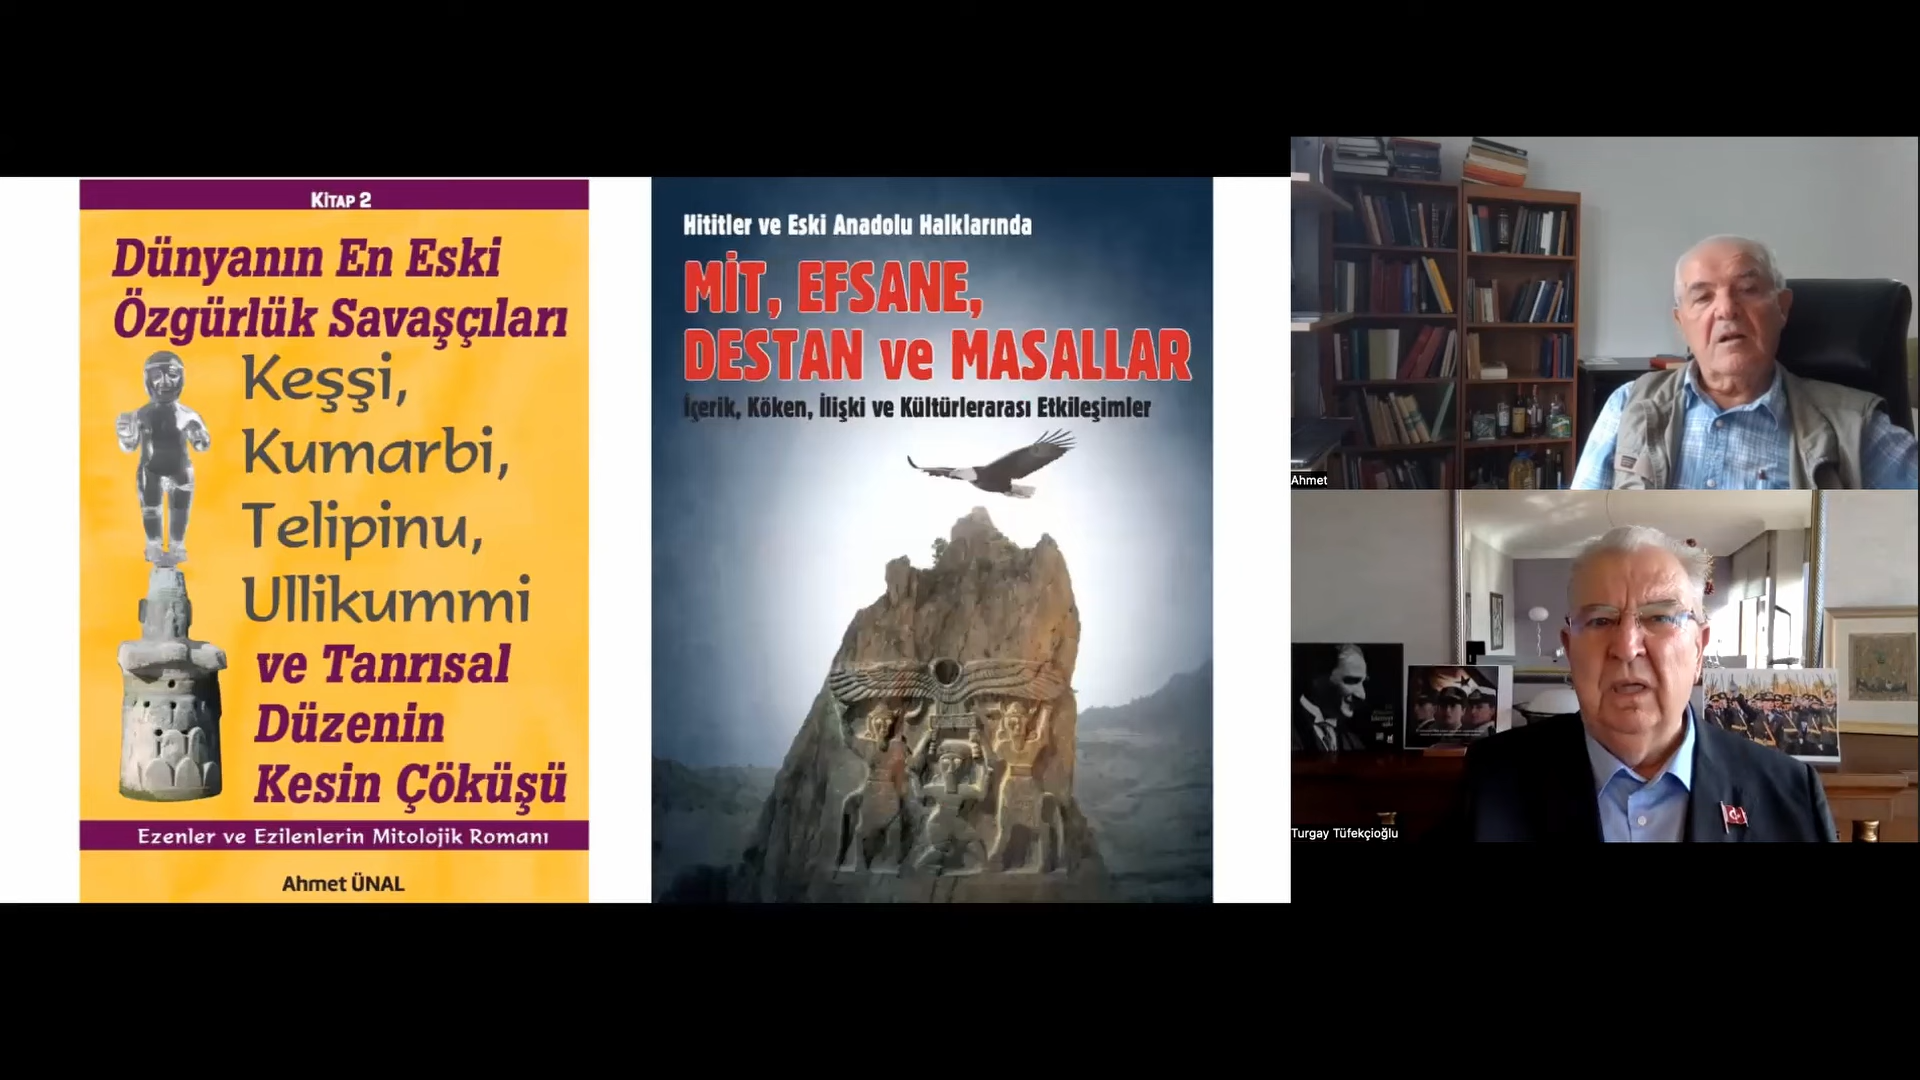 KİTAP 2
Dünyanın En Eski
Özgürlük Savaşçıları
Keşşi,
Kumarbi,
Telipinu,
Ullikummi
ve Tanrısal
Düzenin
Kesin Çöküşü
Ezenler ve Ezilenlerin Mitolojik Romanı
Ahmet ÜNAL
Hititler ve Eski Anadolu Halklarında
MİT, EFSANE,
DESTAN ve MASALLAR
İçerik, Köken, İlişki ve Kültürlerarası Etkileşimler
Ahmet
Turgay Tüfekçioğlu